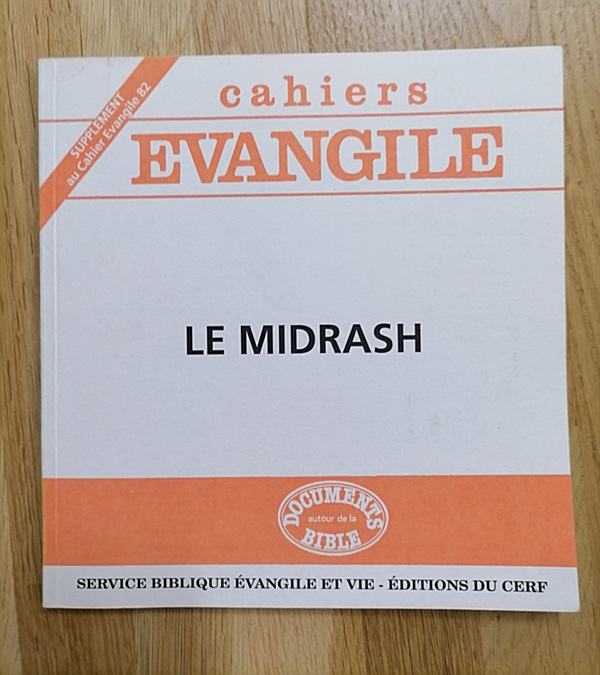 SUPPLÉMENT
au Cahier Evangile 82
cahiers
EVANGILE
LE MIDRASH
DOCUMENTS
autour de la
BIBLE
SERVICE BIBLIQUE ÉVANGILE ET VIE - ÉDITIONS DU CERF